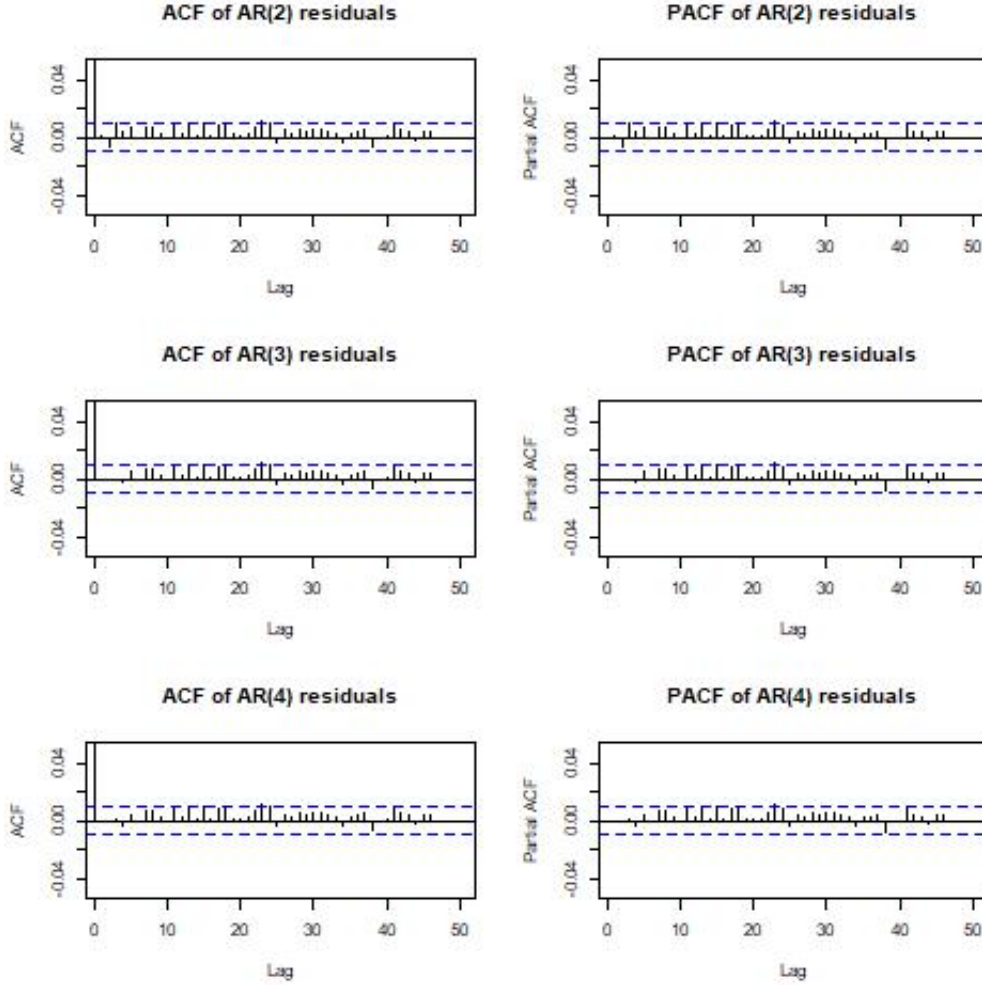 ACF of AR(2) residuals
ACF
0.04
0.00
-0.04
0 10 20 30 40 50
Lag
PACF of AR(2) residuals
Partial ACF
0.04
0.00
-0.04
0 10 20 30 40 50
Lag
ACF of AR(3) residuals
ACF
0.04
0.00
-0.04
0 10 20 30 40 50
Lag
PACF of AR(3) residuals
Partial ACF
0.04
0.00
-0.04
0 10 20 30 40 50
Lag
ACF of AR(4) residuals
ACF
0.04
0.00
-0.04
0 10 20 30 40 50
Lag
PACF of AR(4) residuals
Partial ACF
0.04
0.00
-0.04
0 10 20 30 40 50
Lag